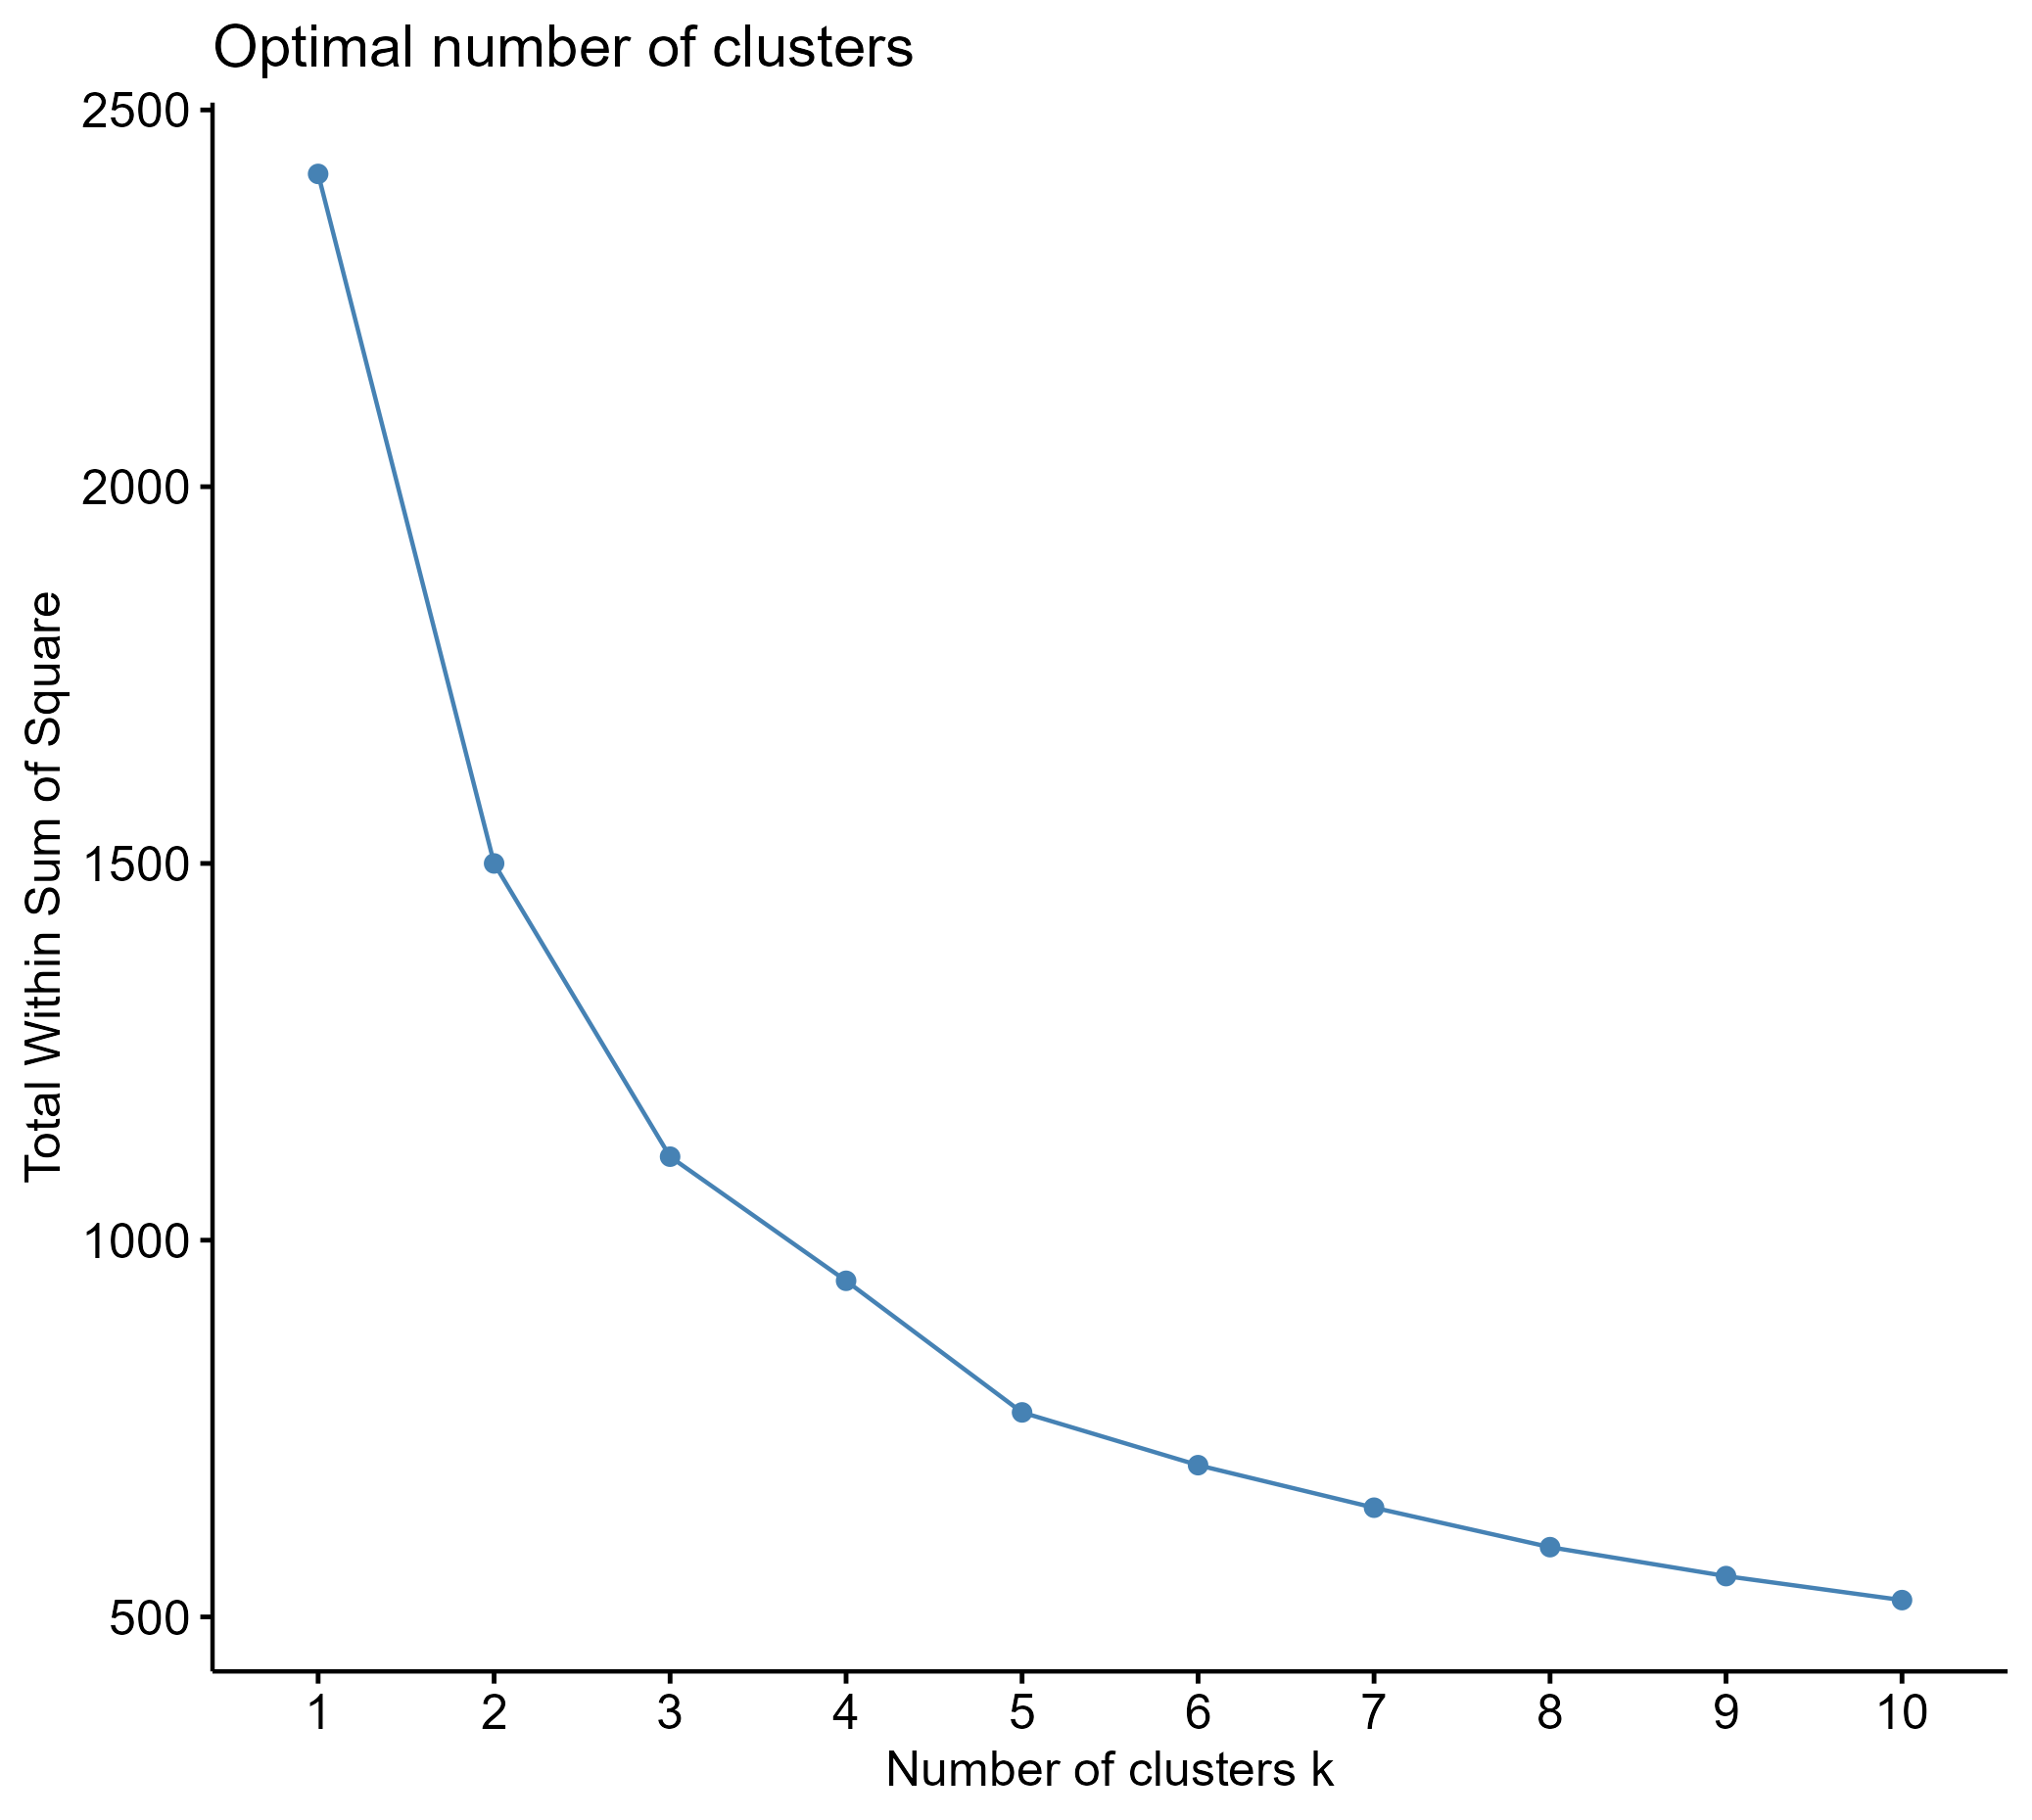 Optimal number of clusters
2500
2000
1500
1000
500
Total Within Sum of Square
1 2 3 4 5 6 7 8 9 10
Number of clusters k